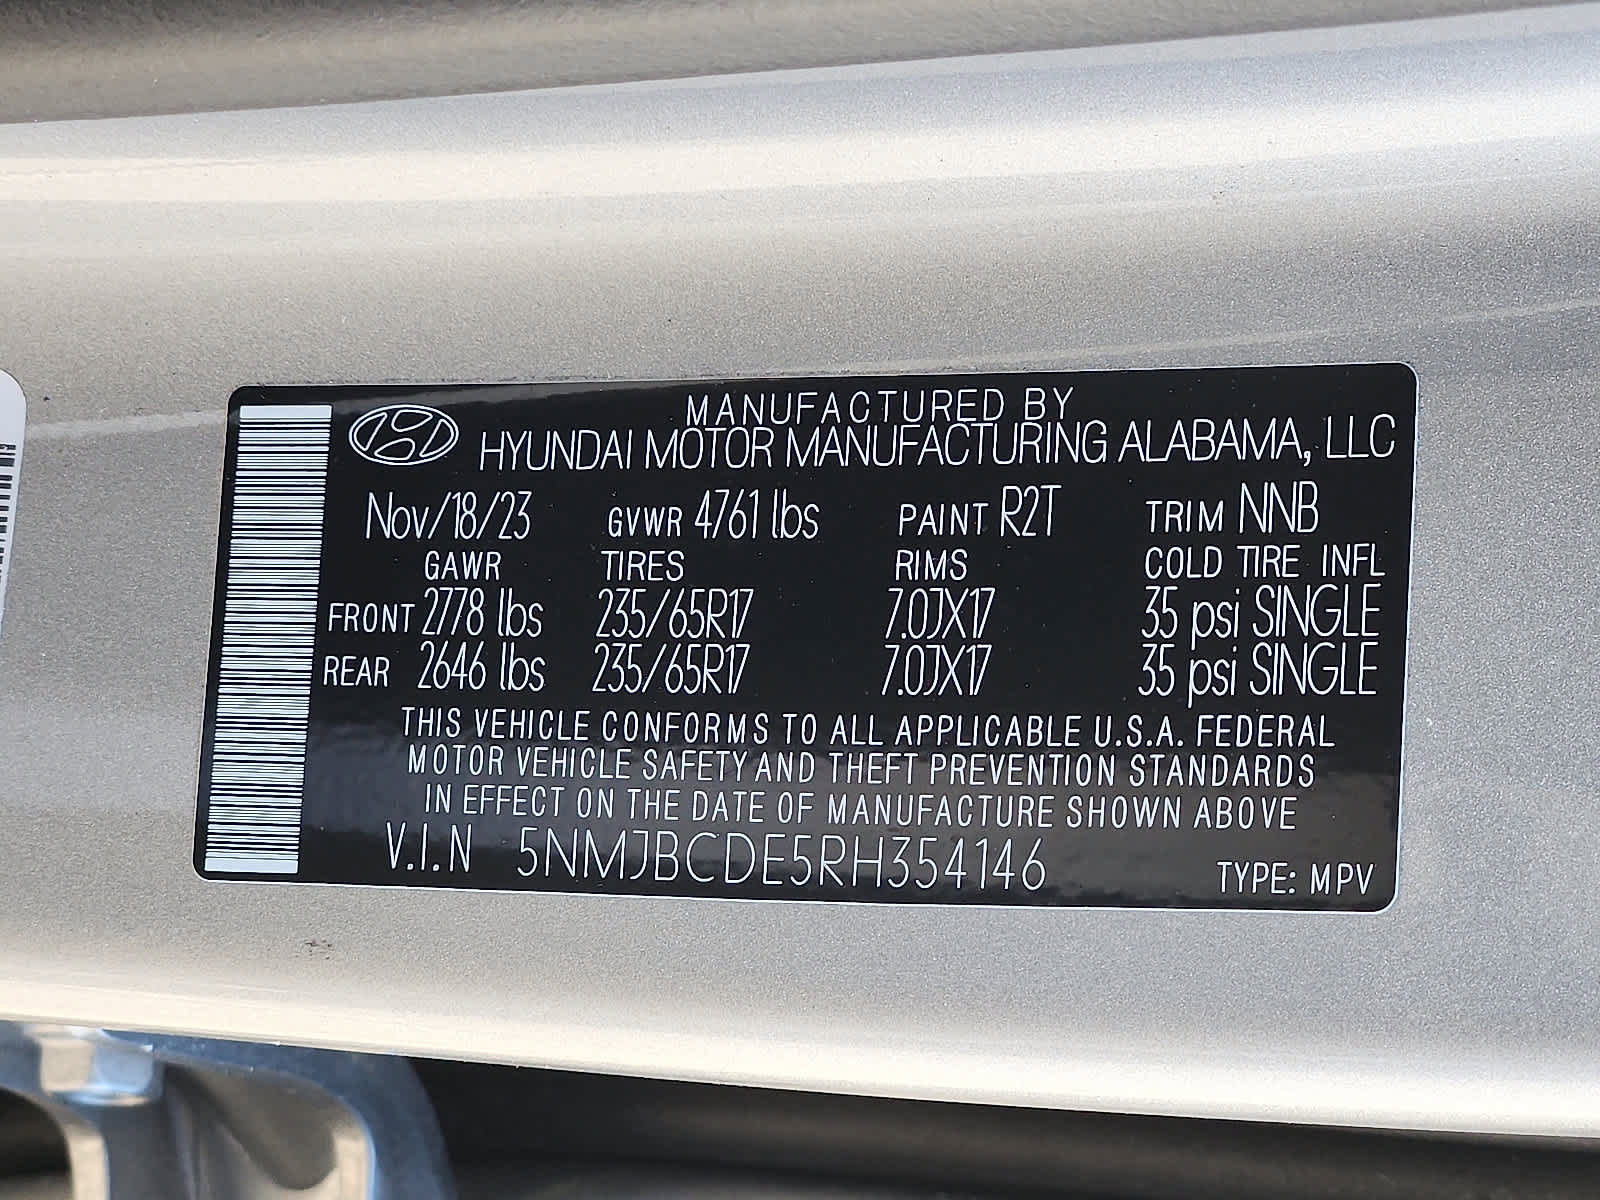 MANUFACTURED BY
HYUNDAI MOTOR MANUFACTURING ALABAMA, LLC
Nov/18/23 GVWR 4761 lbs PAINT R2T TRIM NNB
GAWR TIRES RIMS COLD TIRE INFL
FRONT 2778 lbs 235/65R17 7.0JX17 35 psi SINGLE
REAR 2646 lbs 235/65R17 7.0JX17 35 psi SINGLE
THIS VEHICLE CONFORMS TO ALL APPLICABLE U.S.A. FEDERAL
MOTOR VEHICLE SAFETY AND THEFT PREVENTION STANDARDS
IN EFFECT ON THE DATE OF MANUFACTURE SHOWN ABOVE
V.I.N 5NMJBCDE5RH354146 TYPE: MPV